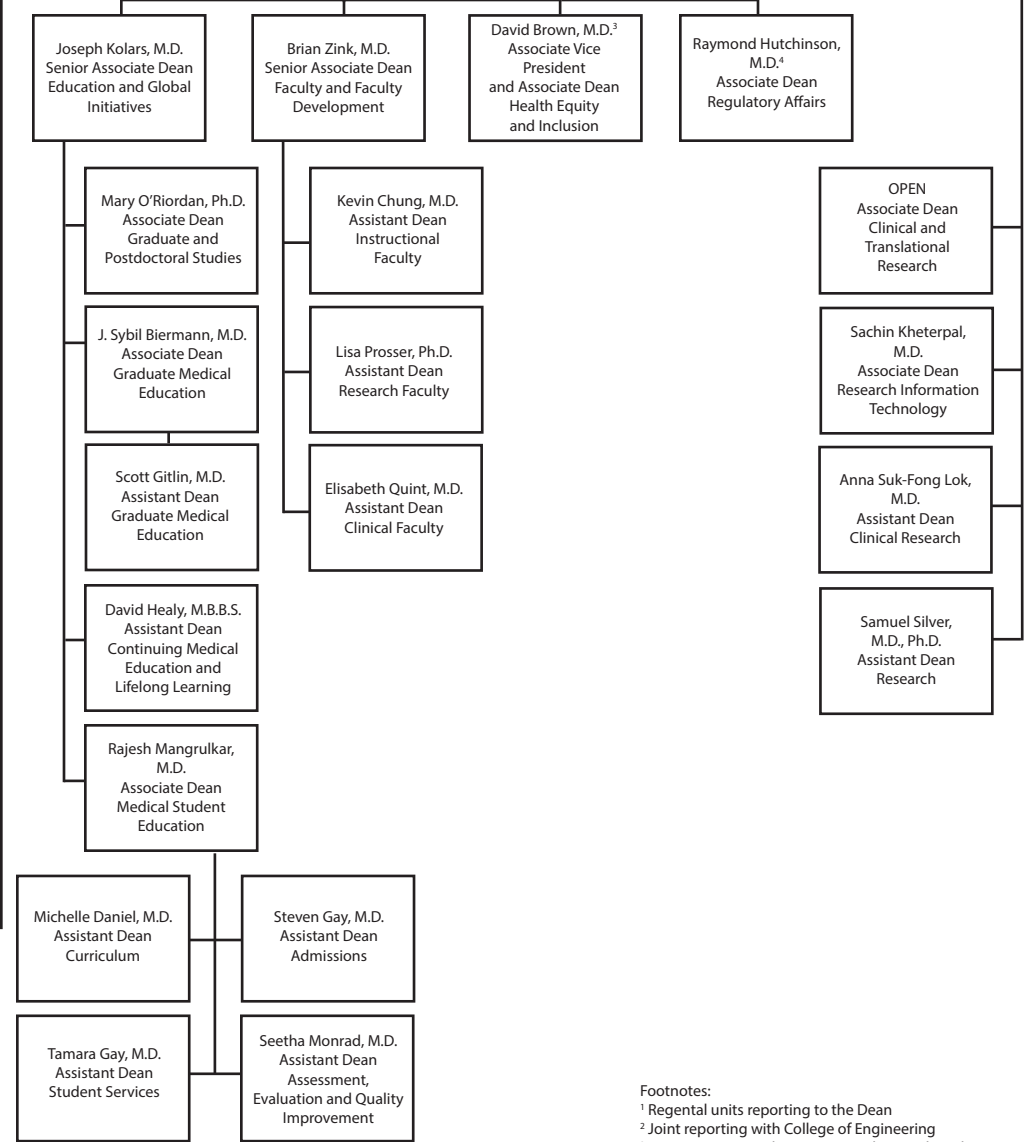 Joseph Kolars, M.D.
Senior Associate Dean
Education and Global
Initiatives
Brian Zink, M.D.
Senior Associate Dean
Faculty and Faculty
Development
David Brown, M.D.³
Associate Vice
President
and Associate Dean
Health Equity
and Inclusion
Raymond Hutchinson,
M.D.⁴
Associate Dean
Regulatory Affairs
Mary O’Riordan, Ph.D.
Associate Dean
Graduate and
Postdoctoral Studies
J. Sybil Biermann, M.D.
Associate Dean
Graduate Medical
Education
Scott Gitlin, M.D.
Assistant Dean
Graduate Medical
Education
David Healy, M.B.B.S.
Assistant Dean
Continuing Medical
Education and
Lifelong Learning
Rajesh Mangrulkar,
M.D.
Associate Dean
Medical Student
Education
Michelle Daniel, M.D.
Assistant Dean
Curriculum
Steven Gay, M.D.
Assistant Dean
Admissions
Tamara Gay, M.D.
Assistant Dean
Student Services
Seetha Monrad, M.D.
Assistant Dean
Assessment,
Evaluation and Quality
Improvement
Kevin Chung, M.D.
Assistant Dean
Instructional
Faculty
Lisa Prosser, Ph.D.
Assistant Dean
Research Faculty
Elisabeth Quint, M.D.
Assistant Dean
Clinical Faculty
OPEN
Associate Dean
Clinical and
Translational
Research
Sachin Kheterpal,
M.D.
Associate Dean
Research Information
Technology
Anna Suk-Fong Lok,
M.D.
Assistant Dean
Clinical Research
Samuel Silver,
M.D., Ph.D.
Assistant Dean
Research
Footnotes:
¹ Regental units reporting to the Dean
² Joint reporting with College of Engineering